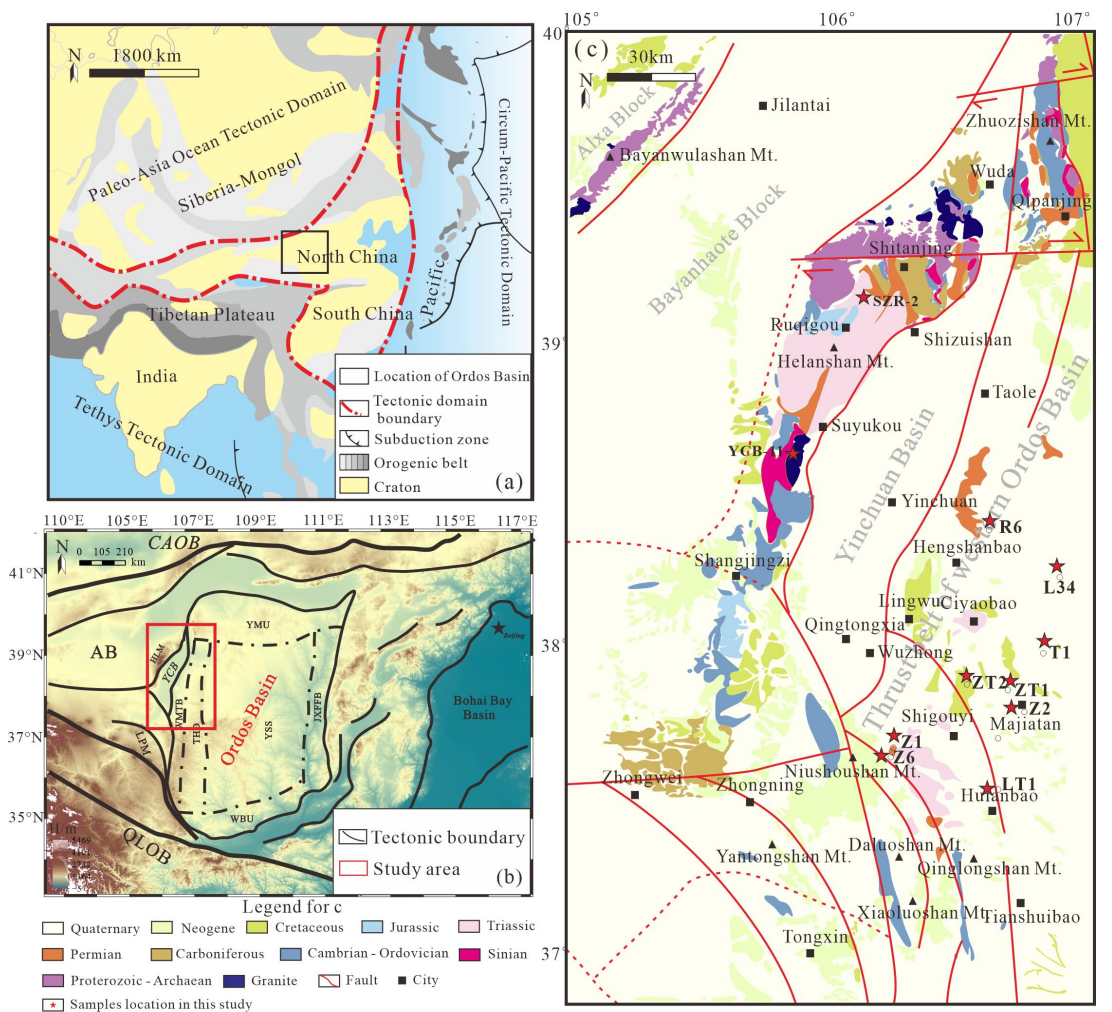 N
1800 km
Paleo-Asia Ocean Tectonic Domain
Siberia-Mongol
North China
South China
Tibetan Plateau
India
Tethys Tectonic Domain
Pacific
Circum-Pacific Tectonic Domain
Location of Ordos Basin
Tectonic domain
boundary
Subduction zone
Orogenic belt
Craton
(a)
110°E 105°E 107°E 109°E 111°E 113°E 115°E 117°E
41°N
39°N
37°N
35°N
N
0 105 210
km
CAOB
AB
HLM
YCB
YMU
WMTB
THD
Ordos Basin
YSS
JXFFB
LPM
WBU
QLOB
Beijing
Bohai Bay
Basin
H/m
Tectonic boundary
Study area
(b)
Legend for c
Quaternary Neogene Cretaceous Jurassic Triassic
Permian Carboniferous Cambrian - Ordovician Sinian
Proterozoic - Archaean Granite Fault City
Samples location in this study
105° 106° 107°
40°
39°
38°
37°
(c)
N
30km
Jilantai
Alxa Block
Bayanwulashan Mt.
Bayanhaote Block
Zhuozishan Mt.
Wuda
Qipanjing
Shitanjing
SZR-2
Ruqigou
Shizuishan
Helanshan Mt.
Taole
Suyukou
YGB-11
Yinchuan Basin
Thrust belt of western Ordos Basin
Yinchuan
R6
Hengshanbao
Shangjingzi
L34
Lingwu
Ciyaobao
Qingtongxia
T1
Wuzhong
ZT2
ZT1
Z2
Shigouyi
Majiatan
Z1
Z6
Niushoushan Mt.
LT1
Huianbao
Zhongwei
Zhongning
Yantongshan Mt.
Daluoshan Mt.
Qinglongshan Mt.
Xiaoluoshan Mt.
Tianshuibao
Tongxin